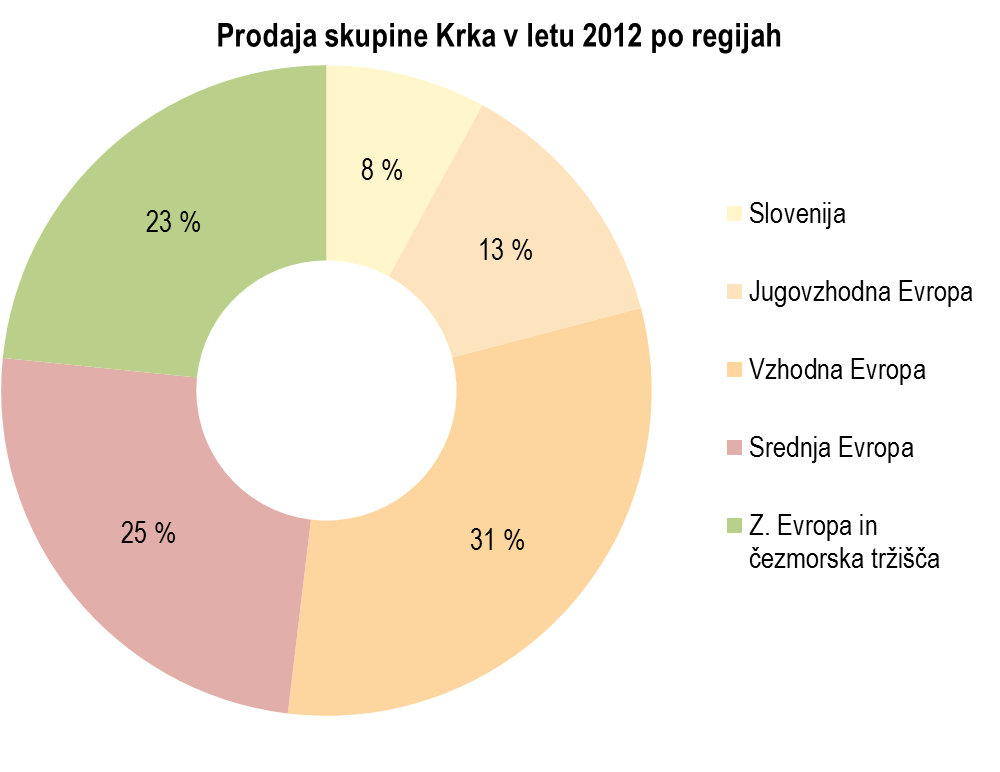 Prodaja skupine Krka v letu 2012 po regijah
8 %
13 %
31 %
25 %
23 %
Slovenija
Jugovzhodna Evropa
Vzhodna Evropa
Srednja Evropa
Z. Evropa in
čezmorska tržišča